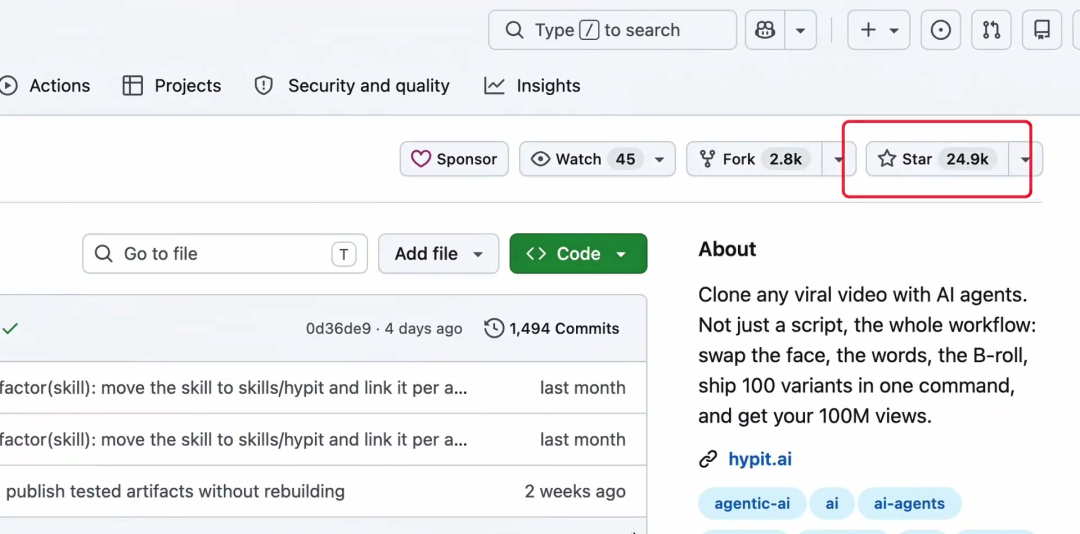 Type / to search
Actions
Projects
Security and quality
Insights
Sponsor
Watch 45
Fork 2.8k
Star 24.9k
Go to file
T
Add file
Code
About
Clone any viral video with AI agents.
Not just a script, the whole workflow:
swap the face, the words, the B-roll,
ship 100 variants in one command,
and get your 100M views.
hypit.ai
agentic-ai
ai
ai-agents
0d36de9 · 4 days ago
1,494 Commits
factor(skill): move the skill to skills/hypit and link it per a...
last month
factor(skill): move the skill to skills/hypit and link it per a...
last month
publish tested artifacts without rebuilding
2 weeks ago